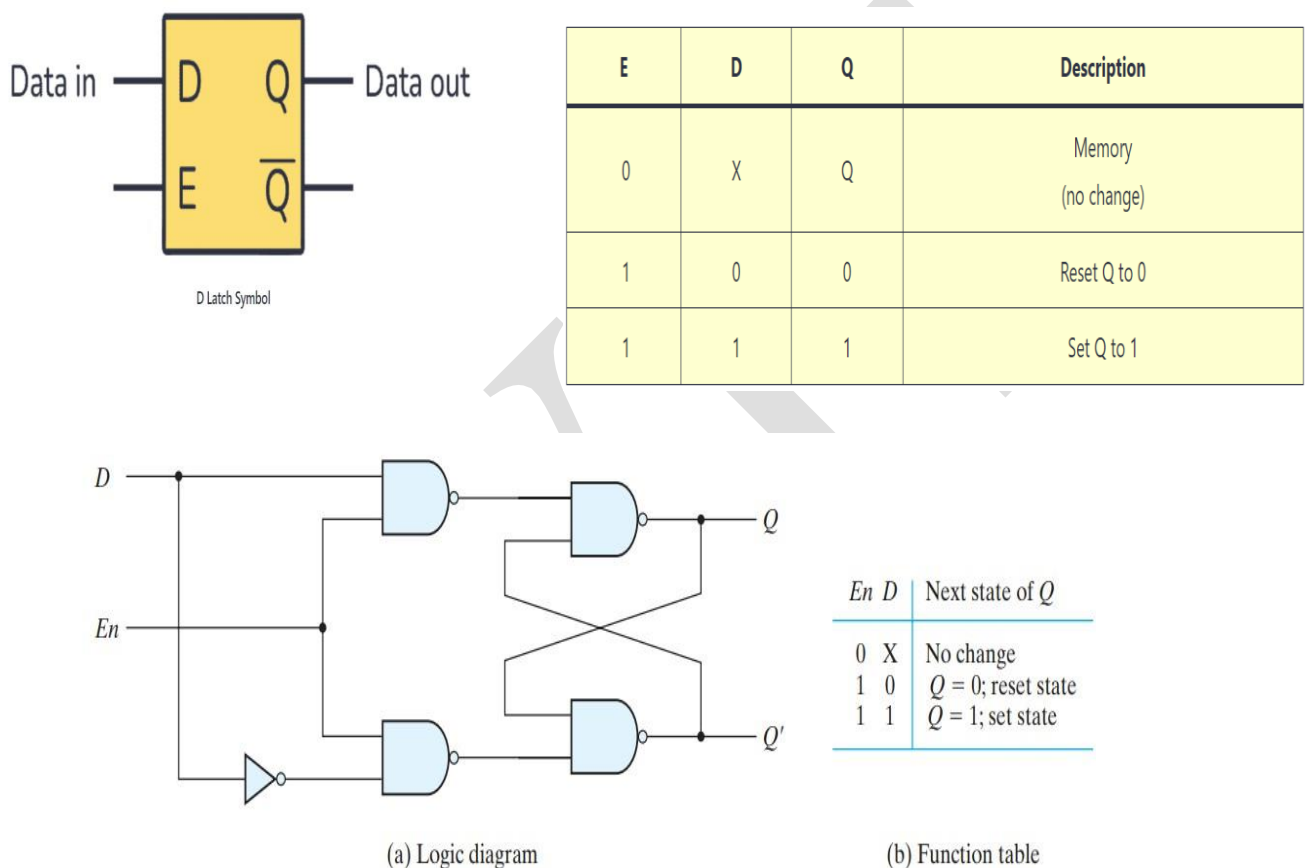 Data in D Q Data out
E Q̅
D Latch Symbol
E D Q Description
0 X Q Memory
(no change)
1 0 0 Reset Q to 0
1 1 1 Set Q to 1
D
Q
En
Q′
En D Next state of Q
0 X No change
1 0 Q = 0; reset state
1 1 Q = 1; set state
(a) Logic diagram (b) Function table